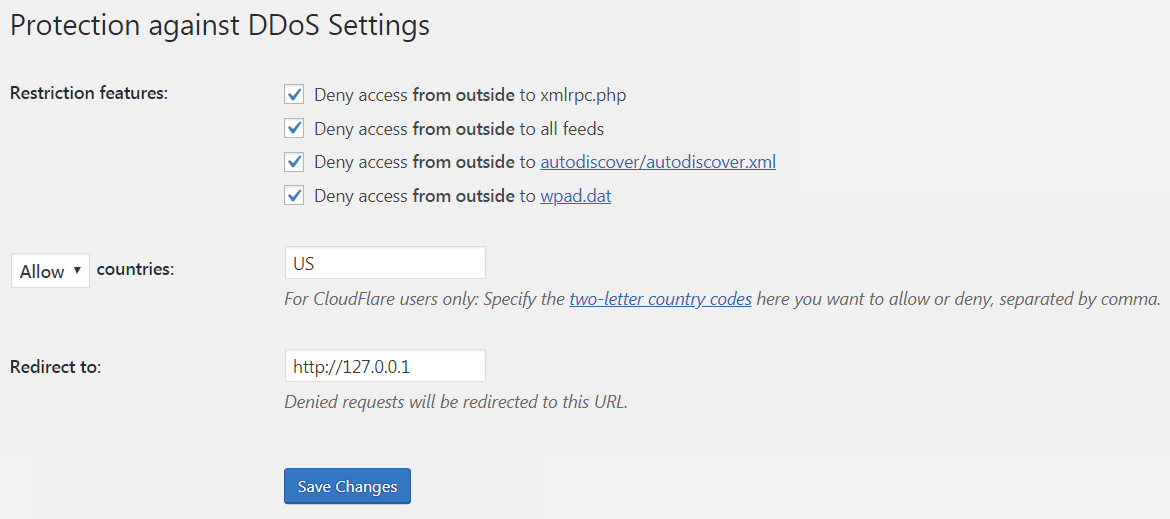 Protection against DDoS Settings
Restriction features:
Deny access from outside to xmlrpc.php
Deny access from outside to all feeds
Deny access from outside to autodiscover/autodiscover.xml
Deny access from outside to wpad.dat
Allow countries:
US
For CloudFlare users only: Specify the two-letter country codes here you want to allow or deny, separated by comma.
Redirect to:
http://127.0.0.1
Denied requests will be redirected to this URL.
Save Changes